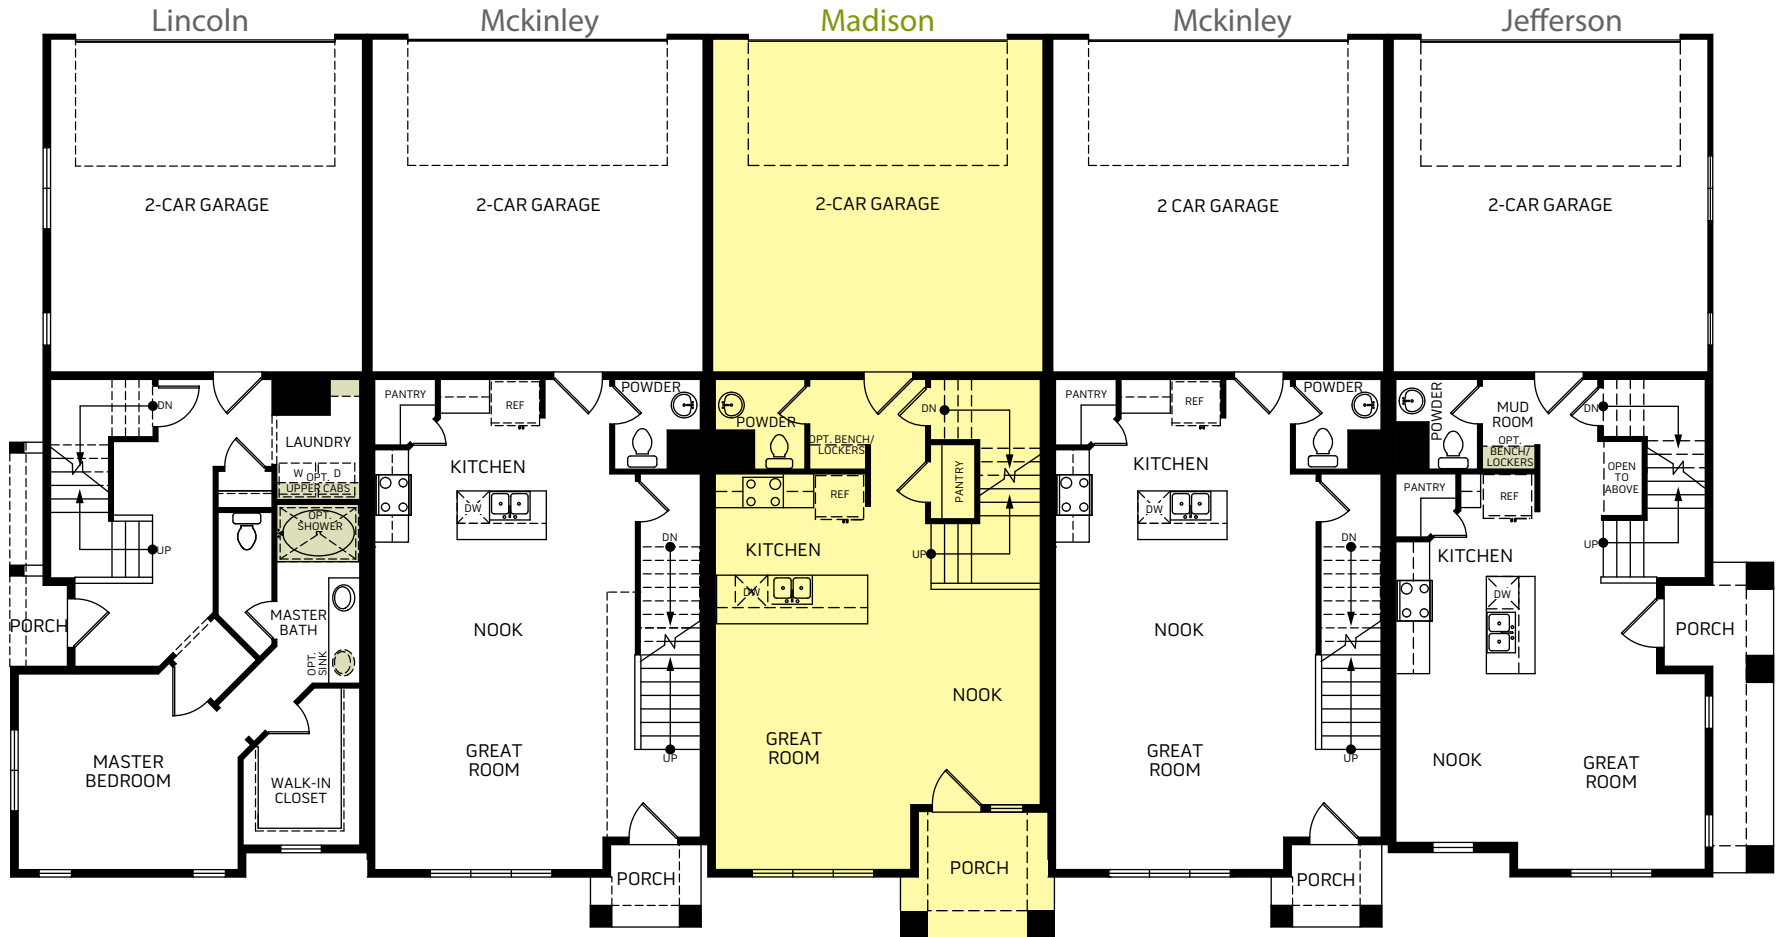 Lincoln
Mckinley
Madison
Mckinley
Jefferson
2-CAR GARAGE
2-CAR GARAGE
2-CAR GARAGE
2 CAR GARAGE
2-CAR GARAGE
DN
LAUNDRY
W
D
OPT.
UPPER CABS
OPT.
SHOWER
UP
MASTER
BATH
OPT.
SINK
PORCH
MASTER
BEDROOM
WALK-IN
CLOSET
PANTRY
REF
POWDER
KITCHEN
DW
DN
NOOK
GREAT
ROOM
UP
PORCH
POWDER
OPT. BENCH/
LOCKERS
DN
PANTRY
REF
KITCHEN
UP
DW
NOOK
GREAT
ROOM
PORCH
PANTRY
REF
POWDER
KITCHEN
DW
DN
NOOK
GREAT
ROOM
UP
PORCH
POWDER
MUD
ROOM
OPT.
BENCH/
LOCKERS
DN
OPEN
TO
ABOVE
PANTRY
REF
KITCHEN
UP
DW
PORCH
NOOK
GREAT
ROOM